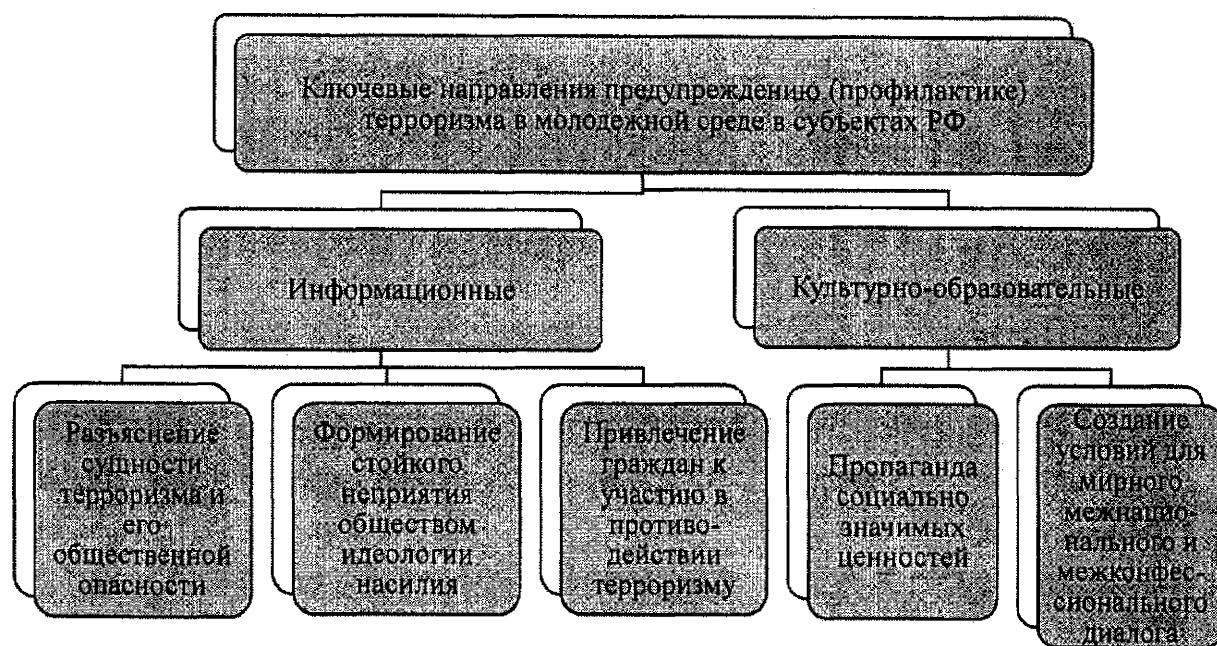 Ключевые направления предупреждению (профилактике)
терроризма в молодежной среде в субъектах РФ
Информационные
Культурно-образовательные
Разъяснение
сущности
терроризма и
его
общественной
опасности
Формирование
стойкого
неприятия
обществом
идеологии
насилия
Привлечение
граждан к
участию в
противо-
действии
терроризму
Пропаганда
социально
значимых
ценностей
Создание
условий для
мирного
межнацио-
нального и
межконфес-
сионального
диалога